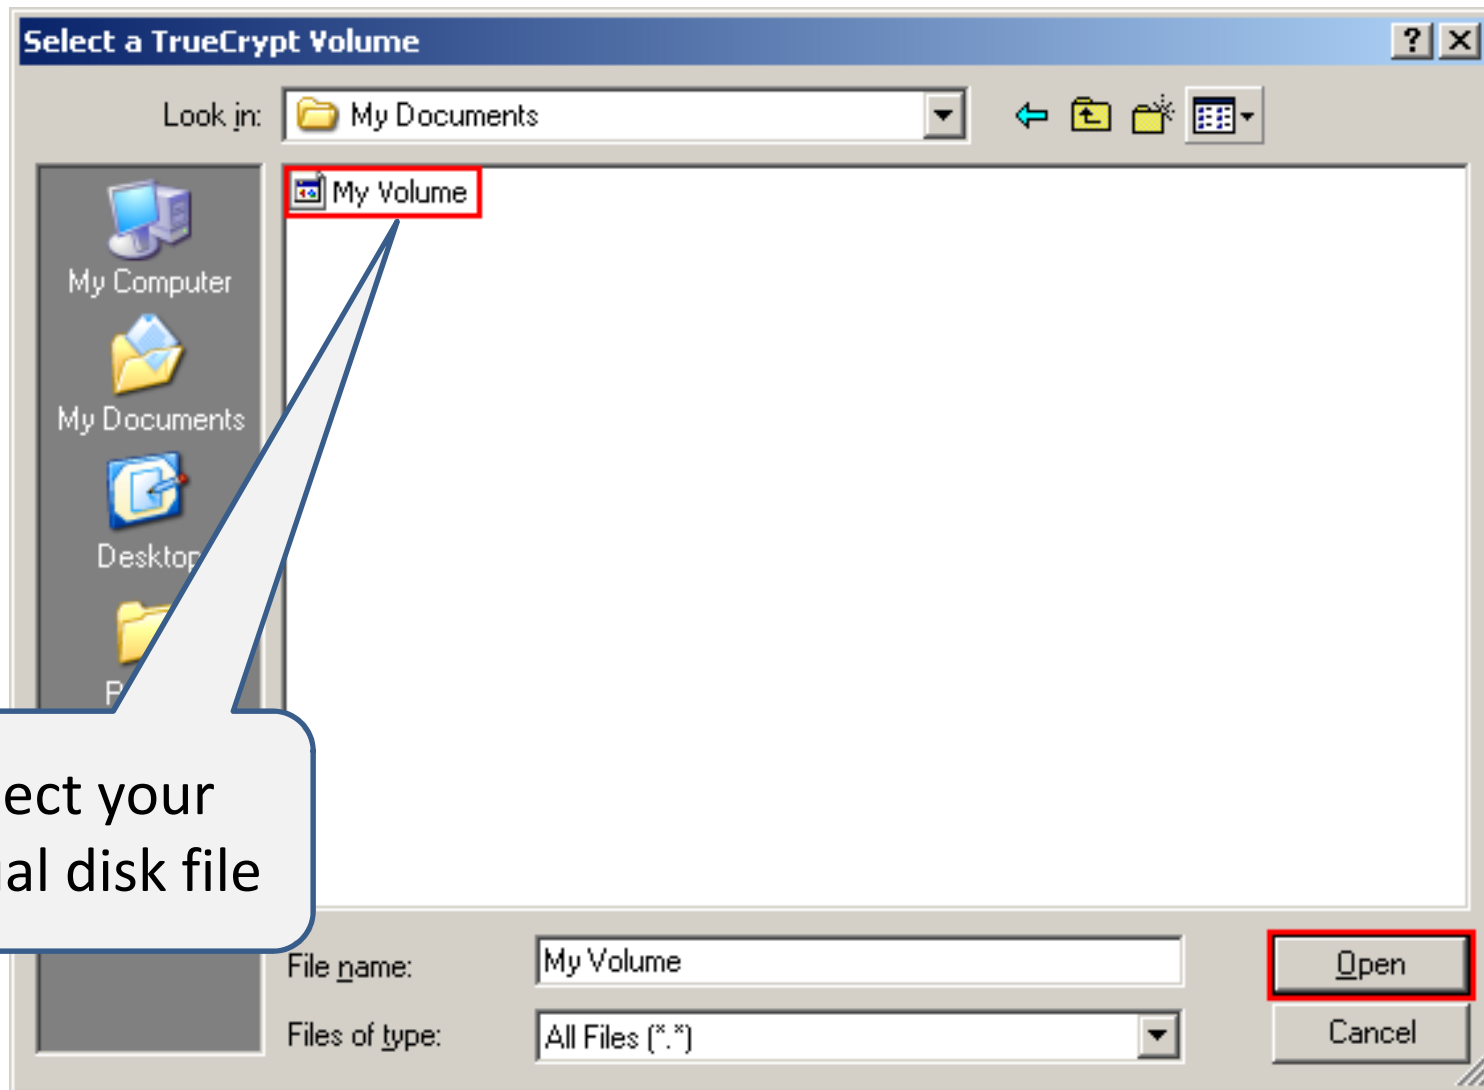 Select a TrueCrypt Volume
Look in: My Documents
My Volume
My Computer
My Documents
Desktop
ect your
al disk file
File name: My Volume
Open
Files of type: All Files (*.*)
Cancel